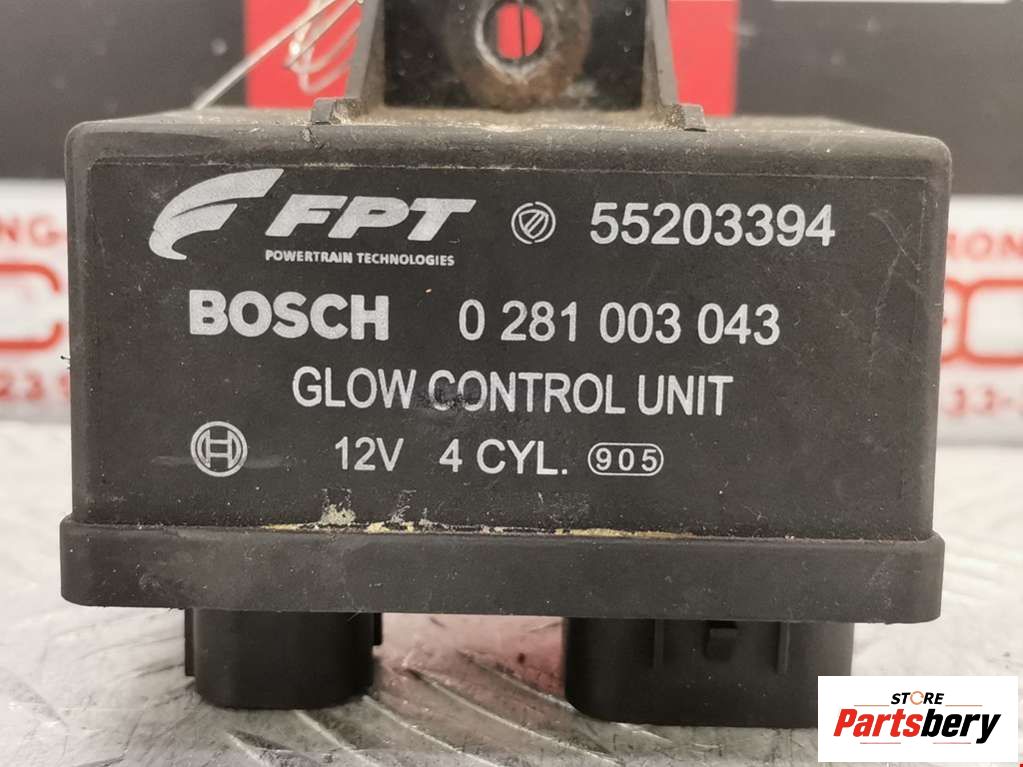 FPT 55203394
POWERTRAIN TECHNOLOGIES
BOSCH 0 281 003 043
GLOW CONTROL UNIT
12V 4 CYL. 905
STORE
Partsbery